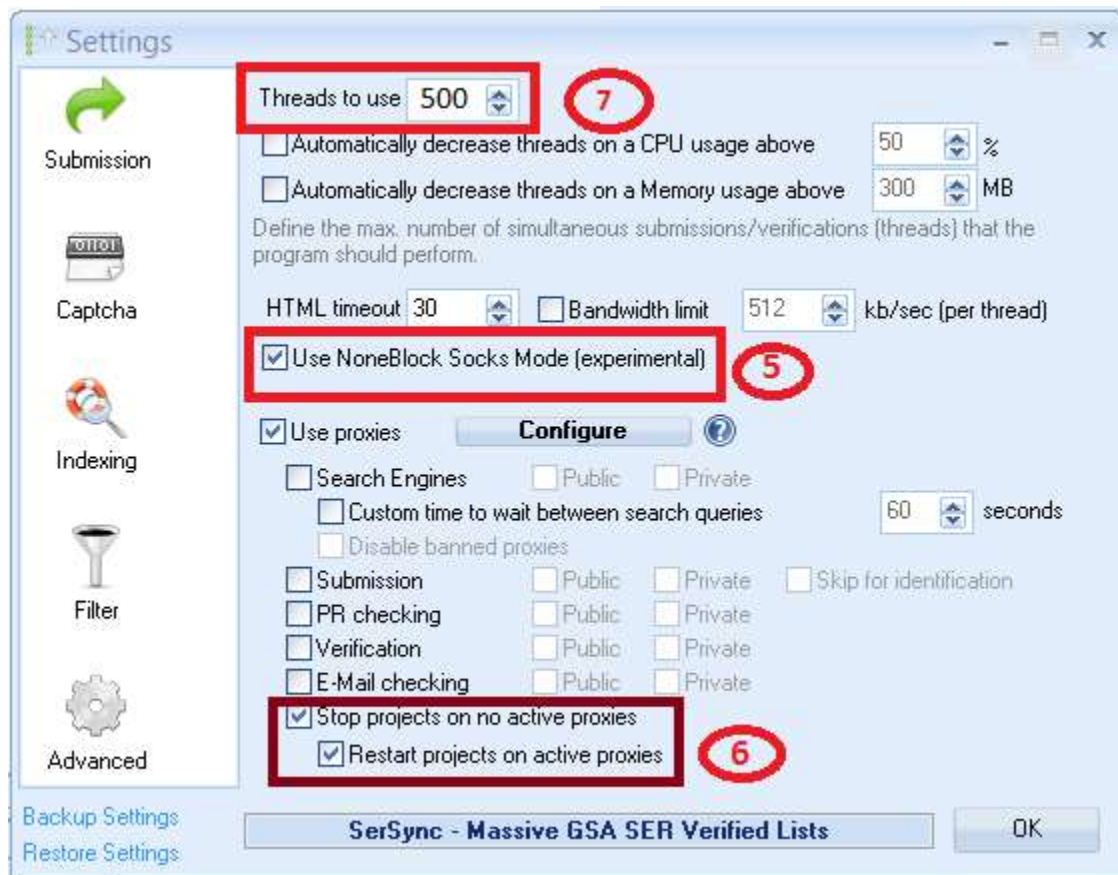 Settings
Submission
Captcha
Indexing
Filter
Advanced
Backup Settings
Restore Settings
Threads to use 500 7
Automatically decrease threads on a CPU usage above 50 %
Automatically decrease threads on a Memory usage above 300 MB
Define the max. number of simultaneous submissions/verifications (threads) that the
program should perform.
HTML timeout 30 Bandwidth limit 512 kb/sec (per thread)
Use NoneBlock Socks Mode (experimental) 5
Use proxies Configure ?
Search Engines Public Private
Custom time to wait between search queries 60 seconds
Disable banned proxies
Submission Public Private Skip for identification
PR checking Public Private
Verification Public Private
E-Mail checking Public Private
Stop projects on no active proxies
Restart projects on active proxies 6
SerSync - Massive GSA SER Verified Lists OK